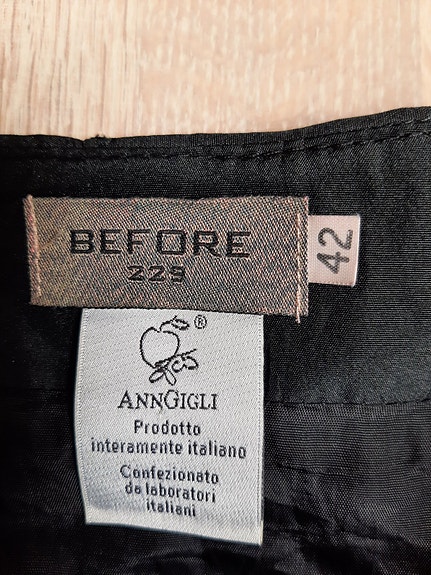 BEFORE
229
42
®
ANNGIGLI
Prodotto
interamente italiano
Confezionato
da laboratori
italiani